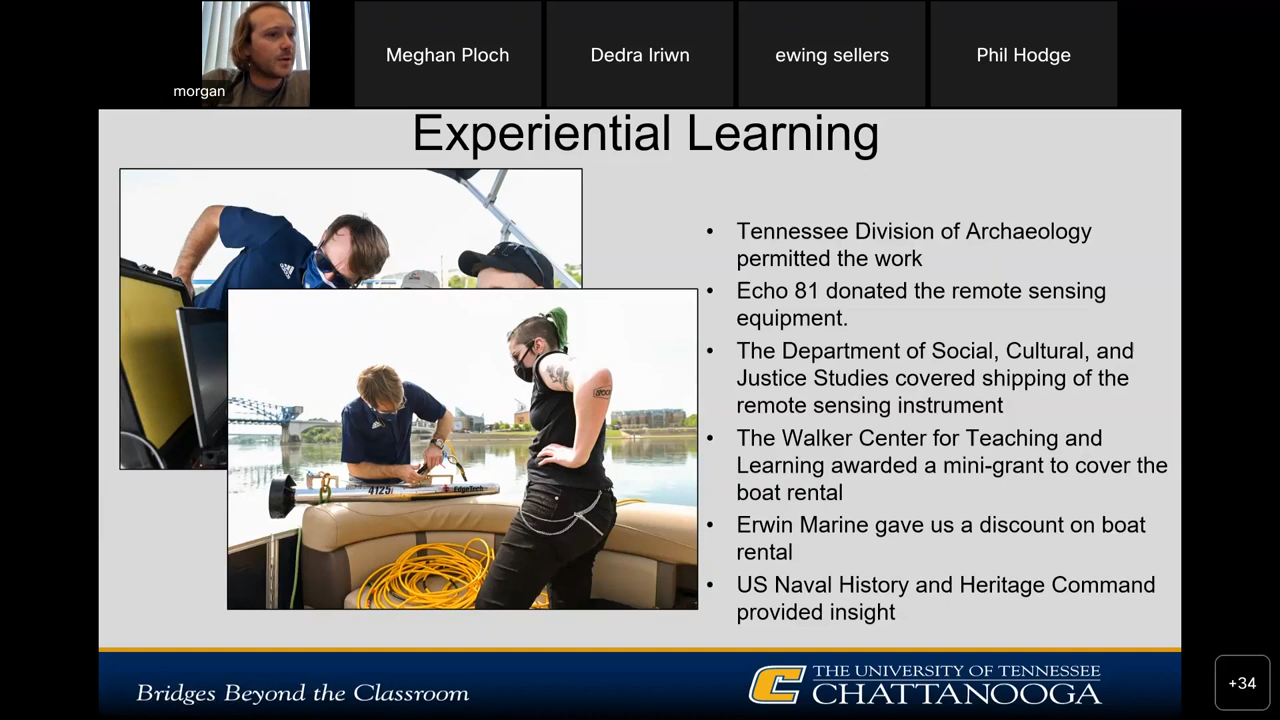 morgan
Meghan Ploch
Dedra Iriwn
ewing sellers
Phil Hodge
Experiential Learning
• Tennessee Division of Archaeology
permitted the work
• Echo 81 donated the remote sensing
equipment.
• The Department of Social, Cultural, and
Justice Studies covered shipping of the
remote sensing instrument
• The Walker Center for Teaching and
Learning awarded a mini-grant to cover the
boat rental
• Erwin Marine gave us a discount on boat
rental
• US Naval History and Heritage Command
provided insight
4125 EdgeTech
Bridges Beyond the Classroom
C THE UNIVERSITY OF TENNESSEE
CHATTANOOGA
+34